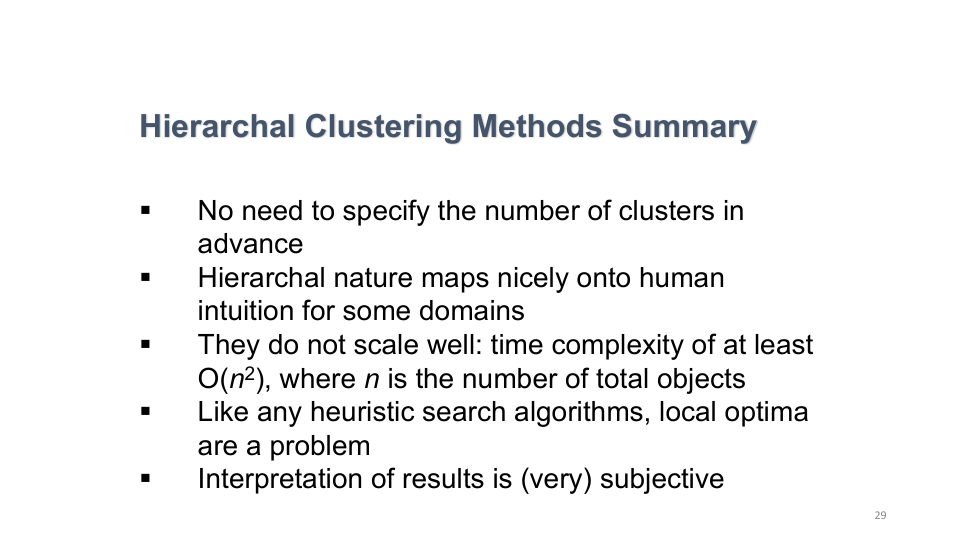 Hierarchal Clustering Methods Summary
▪ No need to specify the number of clusters in
advance
▪ Hierarchal nature maps nicely onto human
intuition for some domains
▪ They do not scale well: time complexity of at least
O(n²), where n is the number of total objects
▪ Like any heuristic search algorithms, local optima
are a problem
▪ Interpretation of results is (very) subjective
29